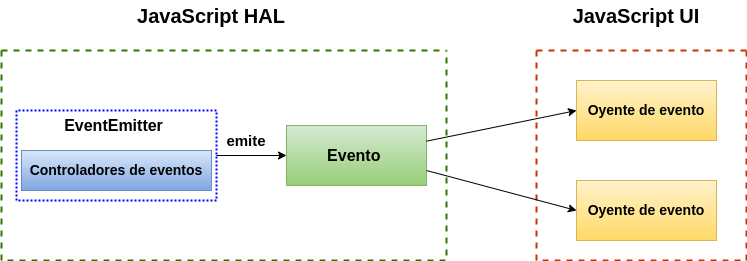 JavaScript HAL
JavaScript UI
EventEmitter
Controladores de eventos
emite
Evento
Oyente de evento
Oyente de evento